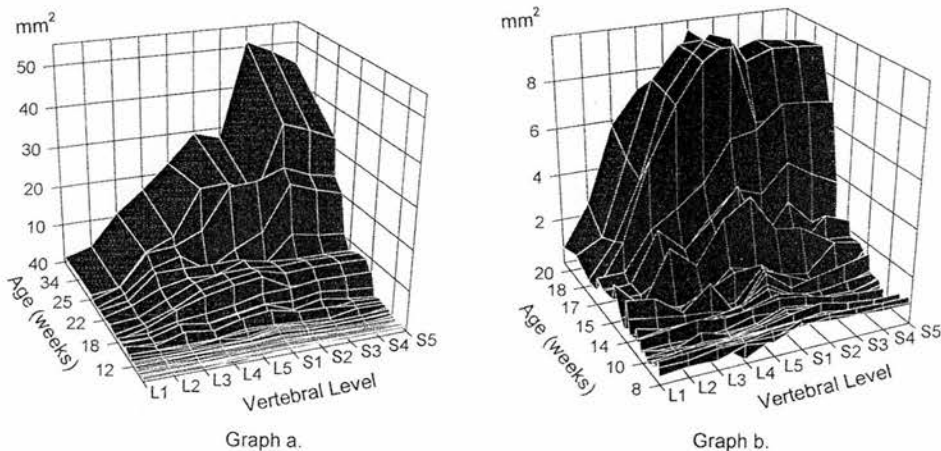 mm²
50
40
30
20
10
40
34
25
22
18
12
Age (weeks)
L1
L2
L3
L4
L5
S1
S2
S3
S4
S5
Vertebral Level
Graph a.
mm²
8
6
4
2
20
18
17
15
14
10
8
Age (weeks)
L1
L2
L3
L4
L5
S1
S2
S3
S4
S5
Vertebral Level
Graph b.